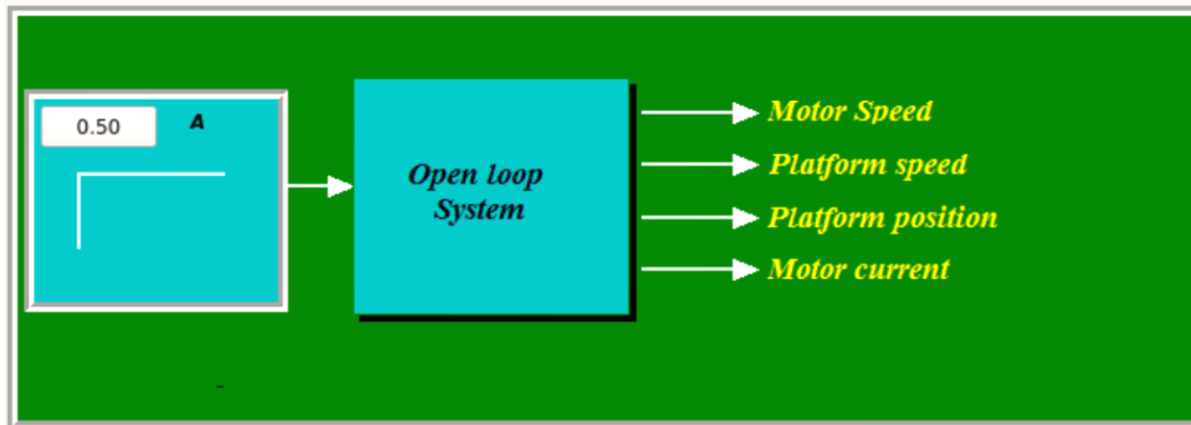 0.50 A
Open loop
System
Motor Speed
Platform speed
Platform position
Motor current
-